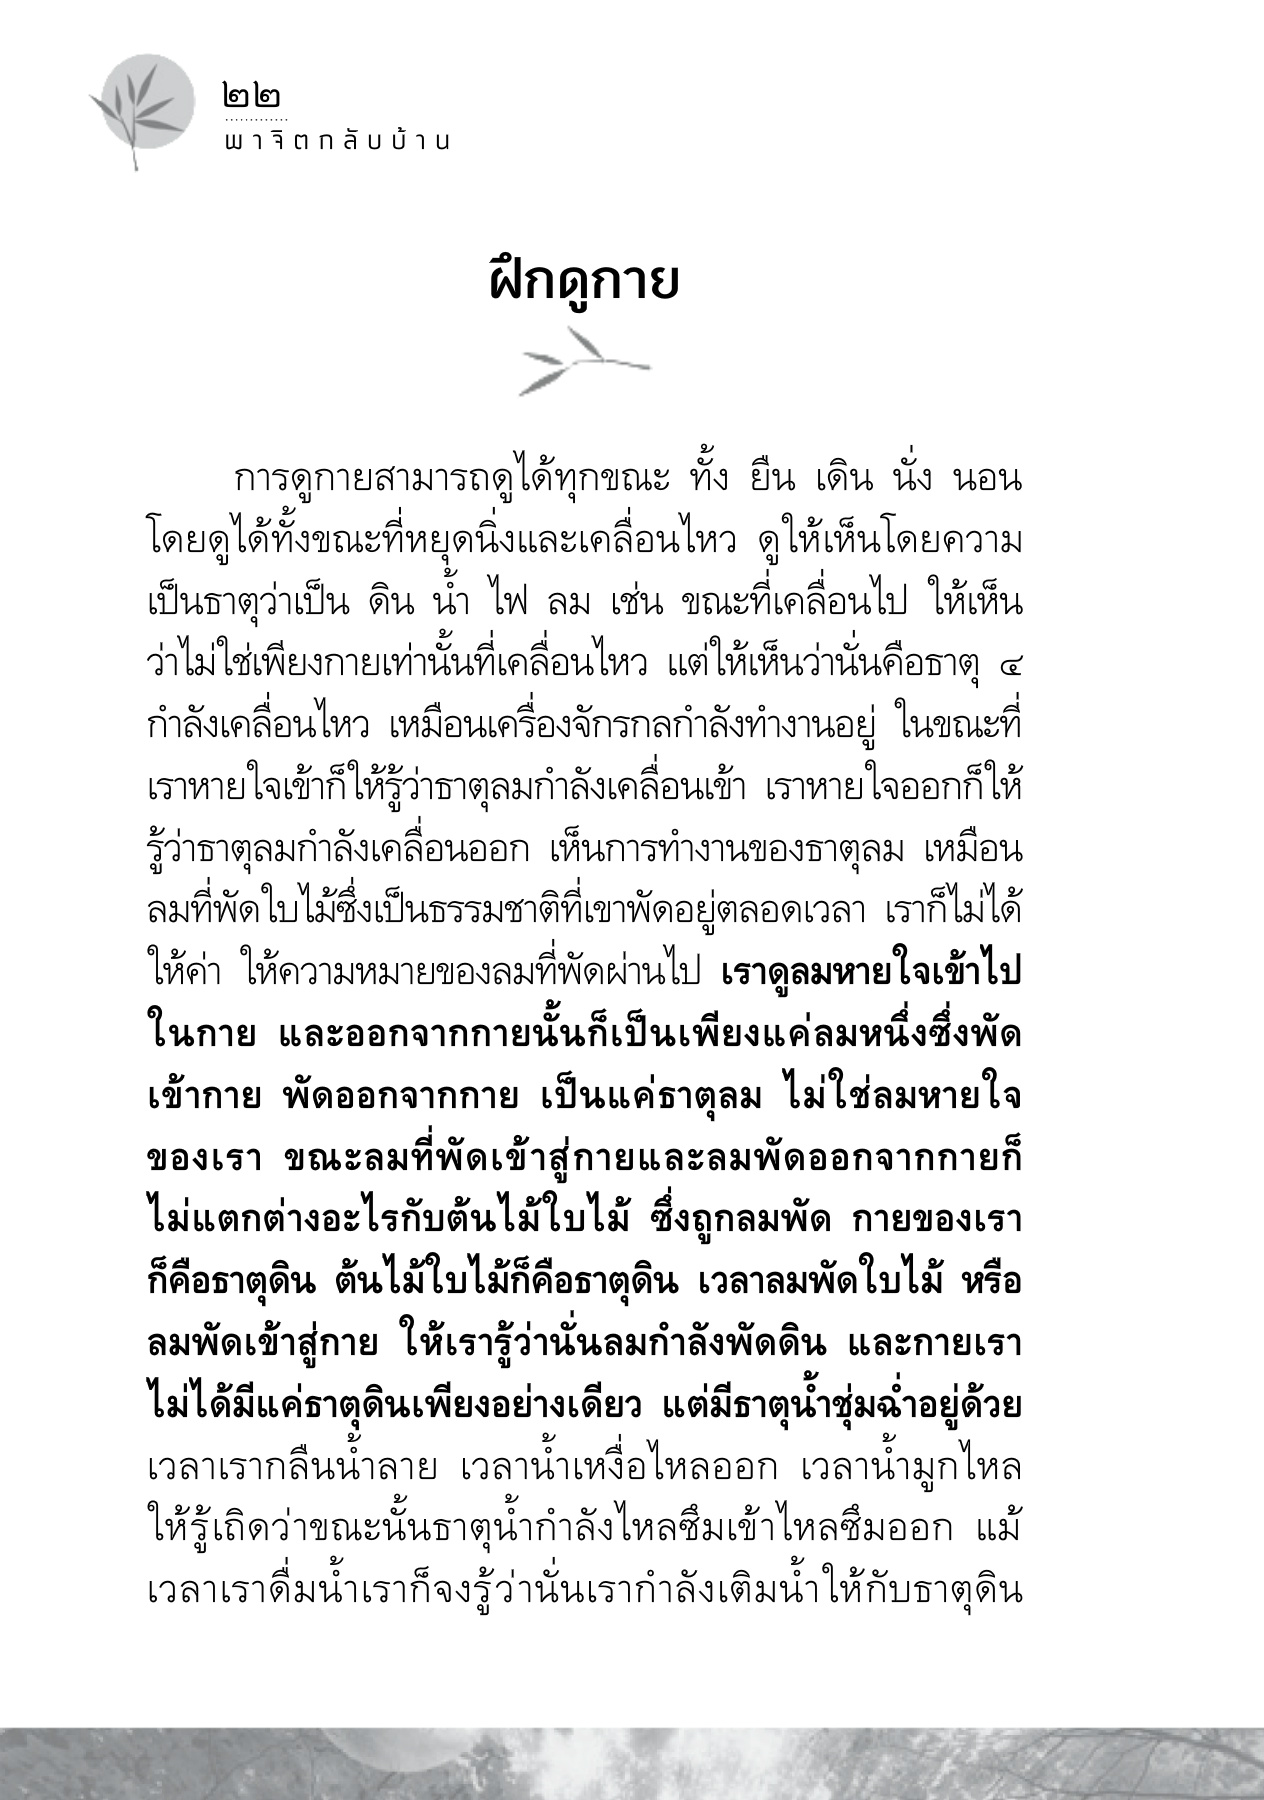 ๒๒
พาจิตกลับบ้าน
ฝึกดูกาย
การดูกายสามารถดูได้ทุกขณะ ทั้ง ยืน เดิน นั่ง นอน
โดยดูได้ทั้งขณะที่หยุดนิ่งและเคลื่อนไหว ดูให้เห็นโดยความ
เป็นธาตุว่าเป็น ดิน น้ำ ไฟ ลม เช่น ขณะที่เคลื่อนไป ให้เห็น
ว่าไม่ใช่เพียงกายเท่านั้นที่เคลื่อนไหว แต่ให้เห็นว่านั่นคือธาตุ ๔
กำลังเคลื่อนไหว เหมือนเครื่องจักรกลกำลังทำงานอยู่ ในขณะที่
เราหายใจเข้าก็ให้รู้ว่าธาตุลมกำลังเคลื่อนเข้า เราหายใจออกก็ให้
รู้ว่าธาตุลมกำลังเคลื่อนออก เห็นการทำงานของธาตุลม เหมือน
ลมที่พัดใบไม้ซึ่งเป็นธรรมชาติที่เขาพัดอยู่ตลอดเวลา เราก็ไม่ได้
ให้ค่า ให้ความหมายของลมที่พัดผ่านไป เราดูลมหายใจเข้าไป
ในกาย และออกจากกายนั้นก็เป็นเพียงแค่ลมหนึ่งซึ่งพัด
เข้ากาย พัดออกจากกาย เป็นแค่ธาตุลม ไม่ใช่ลมหายใจ
ของเรา ขณะลมที่พัดเข้าสู่กายและลมพัดออกจากกายก็
ไม่แตกต่างอะไรกับต้นไม้ใบไม้ ซึ่งถูกลมพัด กายของเรา
ก็คือธาตุดิน ต้นไม้ใบไม้ก็คือธาตุดิน เวลาลมพัดใบไม้ หรือ
ลมพัดเข้าสู่กาย ให้เรารู้ว่านั่นลมกำลังพัดดิน และกายเรา
ไม่ได้มีแค่ธาตุดินเพียงอย่างเดียว แต่มีธาตุน้ำชุ่มฉ่ำอยู่ด้วย
เวลาเรากลืนน้ำลาย เวลาน้ำเหงื่อไหลออก เวลาน้ำมูกไหล
ให้รู้เถิดว่าขณะนั้นธาตุน้ำกำลังไหลซึมเข้าไหลซึมออก แม้
เวลาเราดื่มน้ำเราก็จงรู้ว่านั่นเรากำลังเติมน้ำให้กับธาตุดิน